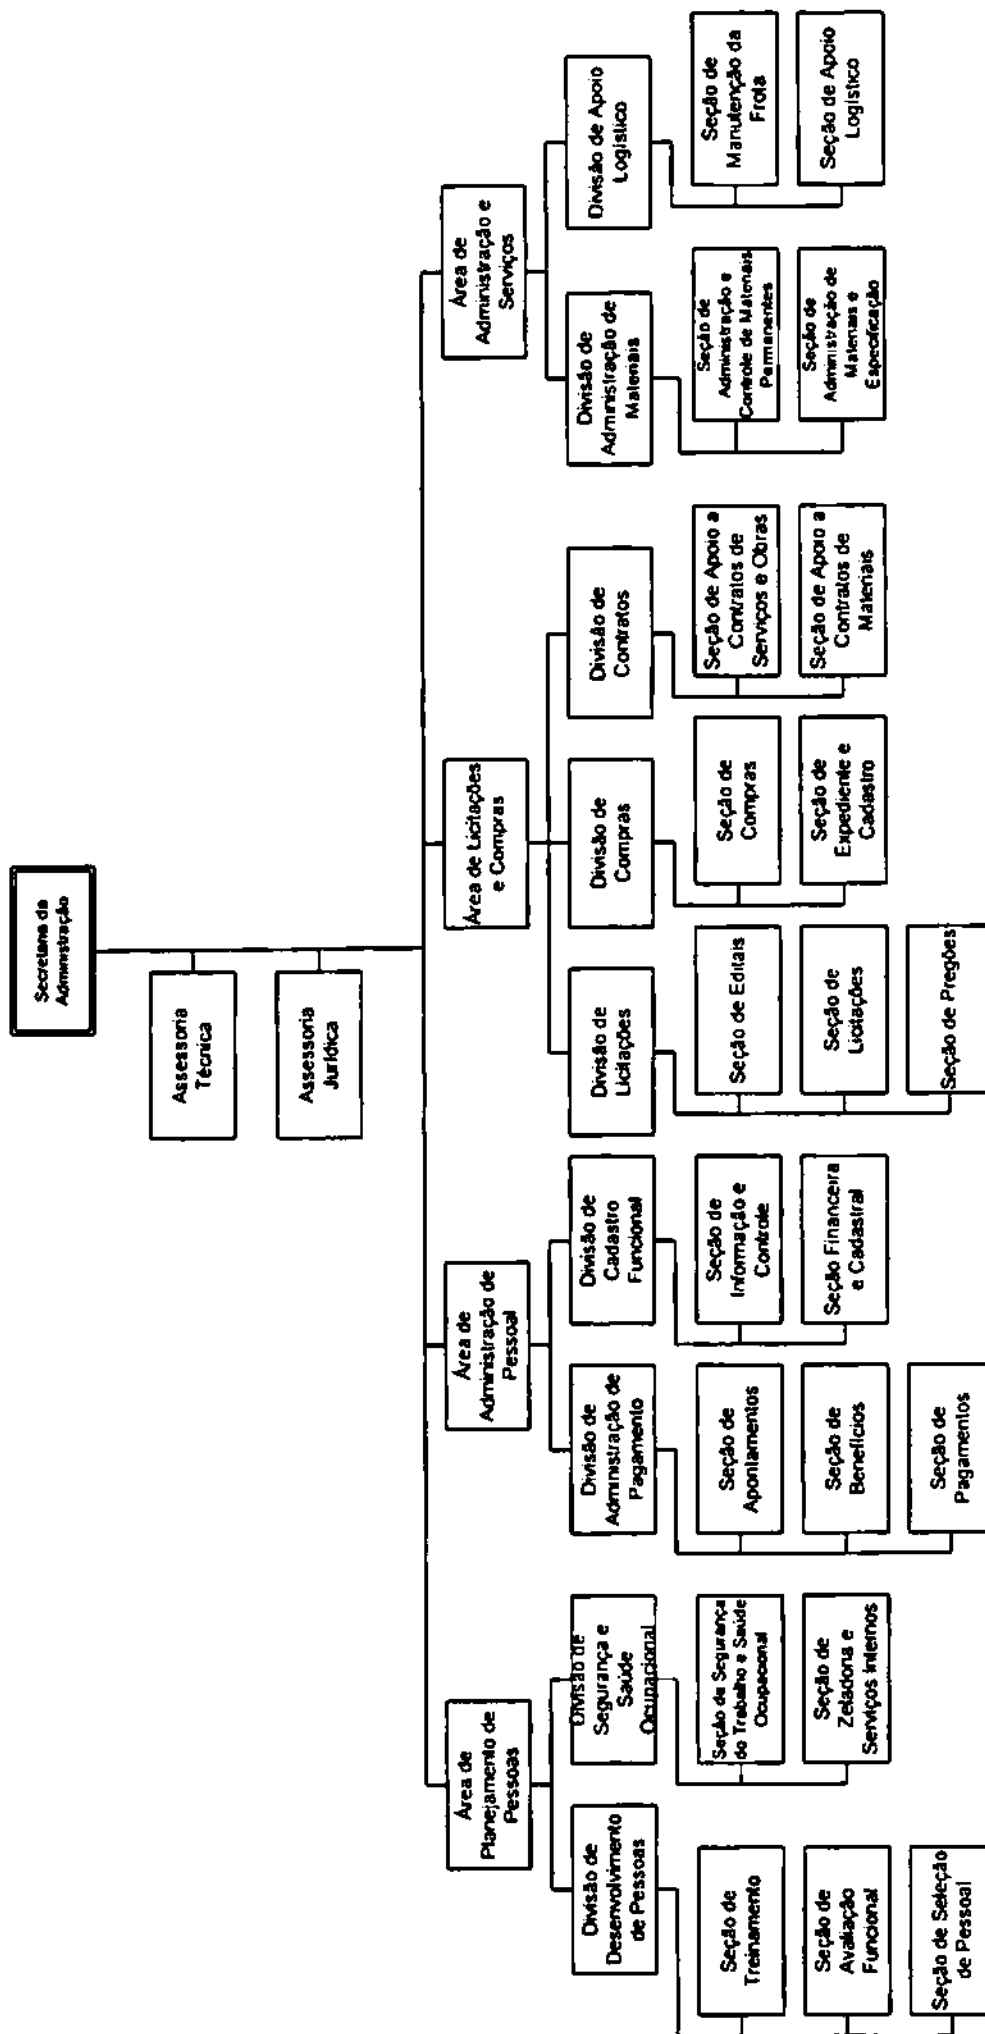 Secretaria da
Administração
Assessoria
Técnica
Assessoria
Jurídica
Área de
Planejamento de
Pessoas
Área de
Administração de
Pessoal
Área de Licitações
e Compras
Área de
Administração e
Serviços
Divisão de
Desenvolvimento
de Pessoas
Divisão de
Segurança e
Saúde
Ocupacional
Divisão de
Administração de
Pagamento
Divisão de
Cadastro
Funcional
Divisão de
Licitações
Divisão de
Compras
Divisão de
Contratos
Divisão de
Administração de
Materiais
Divisão de Apoio
Logístico
Seção de
Treinamento
Seção de
Avaliação
Funcional
Seção de Seleção
de Pessoal
Seção de Segurança
do Trabalho e Saúde
Ocupacional
Seção de
Zeladoria e
Serviços Internos
Seção de
Apontamentos
Seção de
Benefícios
Seção de
Pagamentos
Seção de
Informação e
Controle
Seção Financeira
e Cadastral
Seção de Editais
Seção de
Licitações
Seção de Pregões
Seção de
Compras
Seção de
Expediente e
Cadastro
Seção de Apoio a
Contratos de
Serviços e Obras
Seção de Apoio a
Contratos de
Materiais
Seção de
Administração e
Controle de Materiais
Permanentes
Seção de
Administração de
Materiais e
Especificação
Seção de
Manutenção da
Frota
Seção de Apoio
Logístico